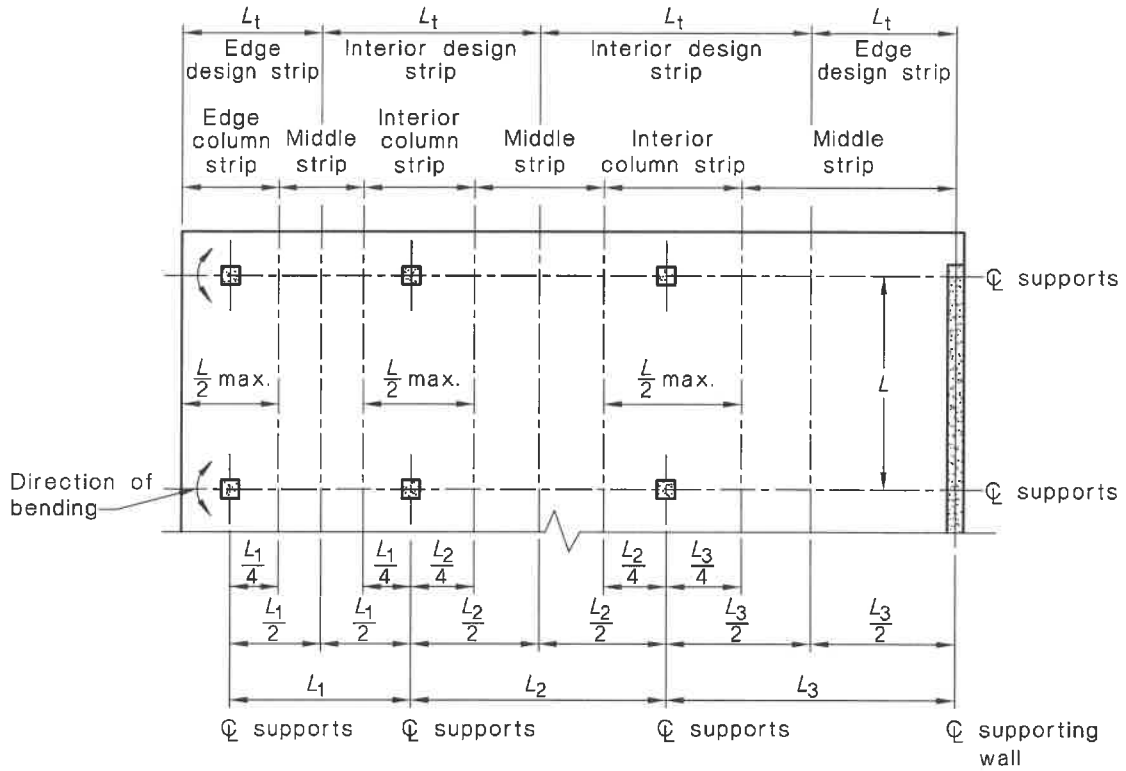 Lt Lt Lt Lt
Edge design strip
Interior design strip
Interior design strip
Edge design strip
Edge column strip
Middle strip
Interior column strip
Middle strip
Interior column strip
Middle strip
℄ supports
L/2 max.
L/2 max.
L/2 max.
L
Direction of bending
℄ supports
L1/4 L1/4 L2/4 L2/4 L3/4
L1/2 L1/2 L2/2 L2/2 L3/2 L3/2
L1 L2 L3
℄ supports
℄ supports
℄ supports
℄ supporting wall